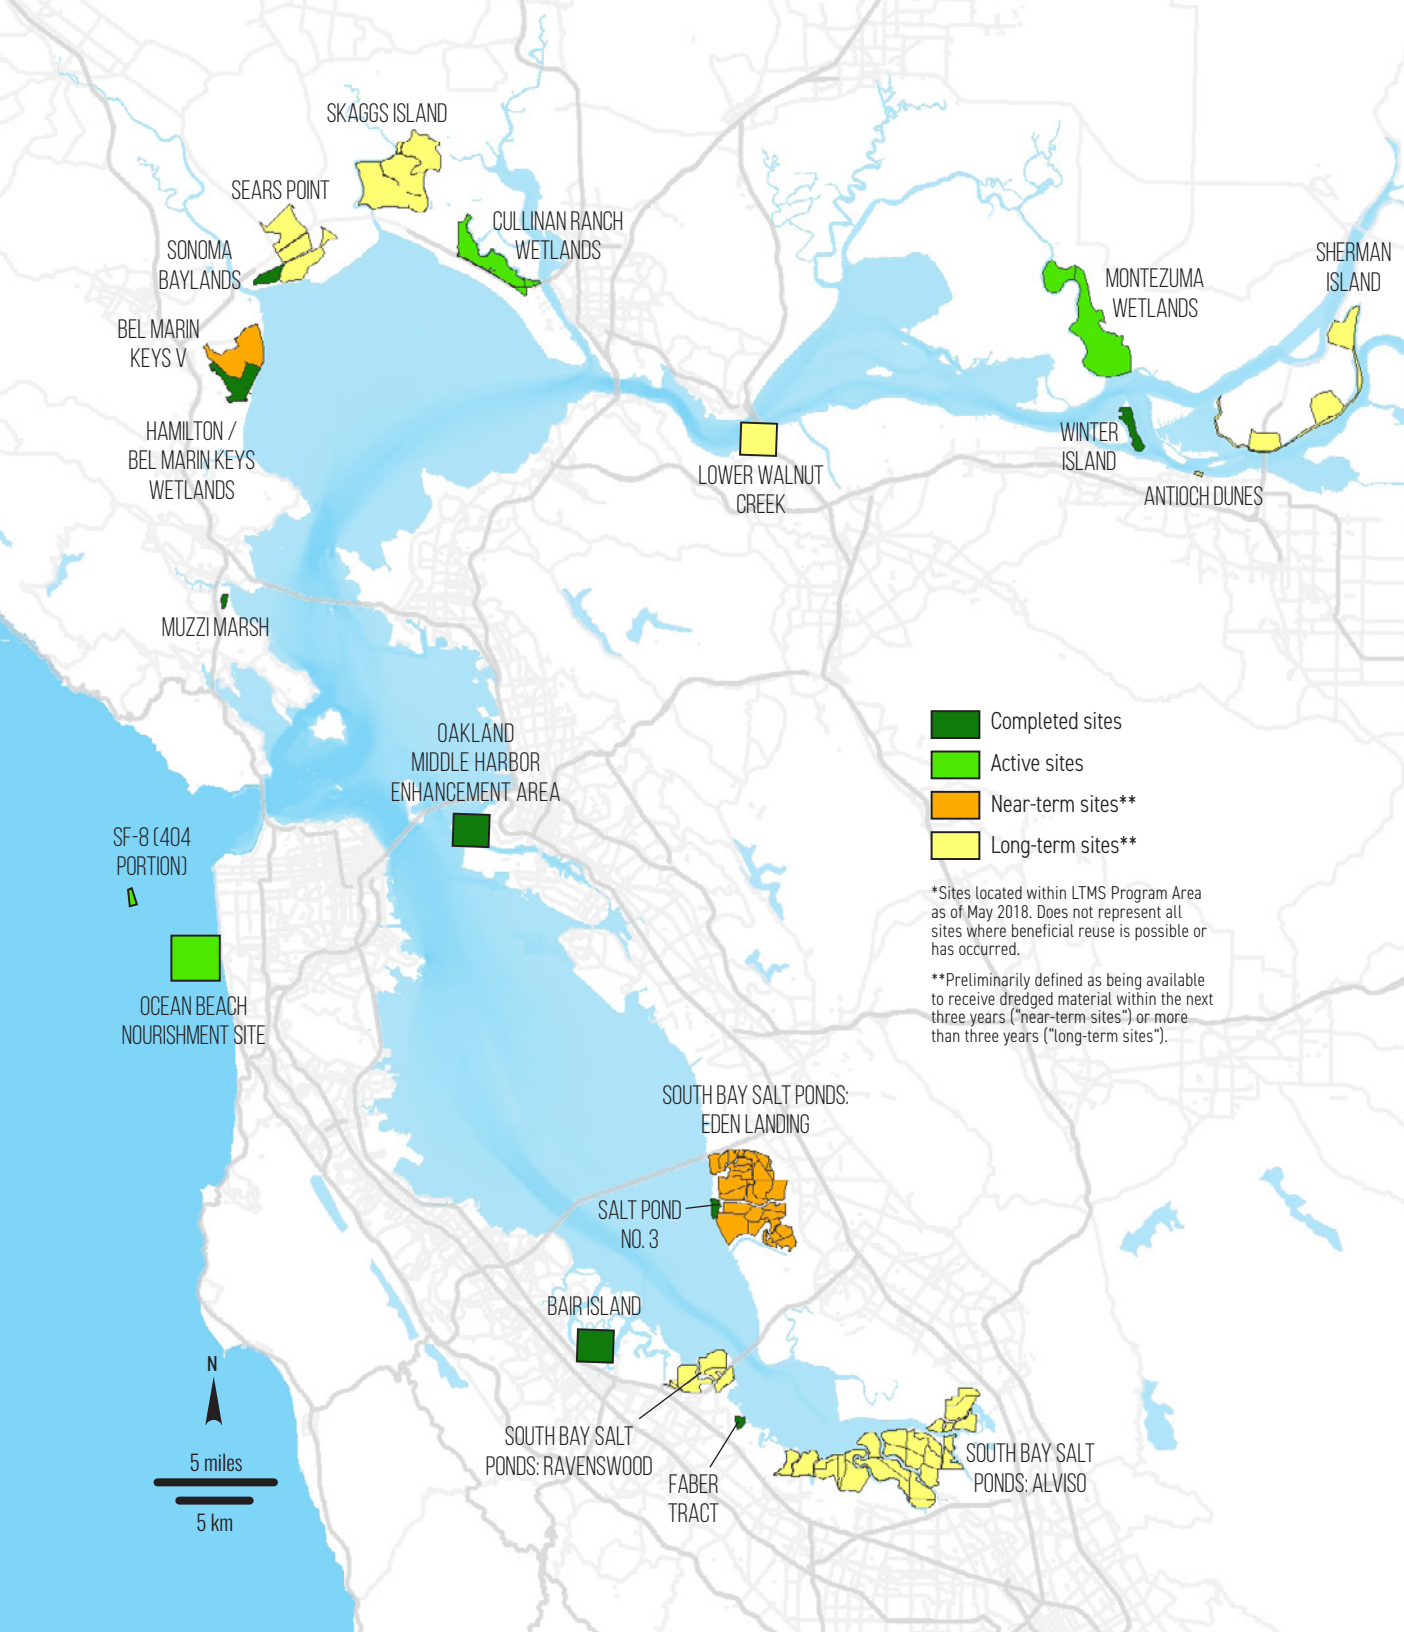 SKAGGS ISLAND
SEARS POINT
CULLINAN RANCH
WETLANDS
SONOMA
BAYLANDS
SHERMAN
ISLAND
MONTEZUMA
WETLANDS
BEL MARIN
KEYS V
HAMILTON /
BEL MARIN KEYS
WETLANDS
WINTER
ISLAND
LOWER WALNUT
CREEK
ANTIOCH DUNES
MUZZI MARSH
OAKLAND
MIDDLE HARBOR
ENHANCEMENT AREA
Completed sites
Active sites
Near-term sites**
Long-term sites**
SF-8 (404
PORTION)
*Sites located within LTMS Program Area
as of May 2018. Does not represent all
sites where beneficial reuse is possible or
has occurred.
**Preliminarily defined as being available
to receive dredged material within the next
three years ("near-term sites") or more
than three years ("long-term sites").
OCEAN BEACH
NOURISHMENT SITE
SOUTH BAY SALT PONDS:
EDEN LANDING
SALT POND
NO. 3
BAIR ISLAND
N
5 miles
5 km
SOUTH BAY SALT
PONDS: RAVENSWOOD
FABER
TRACT
SOUTH BAY SALT
PONDS: ALVISO